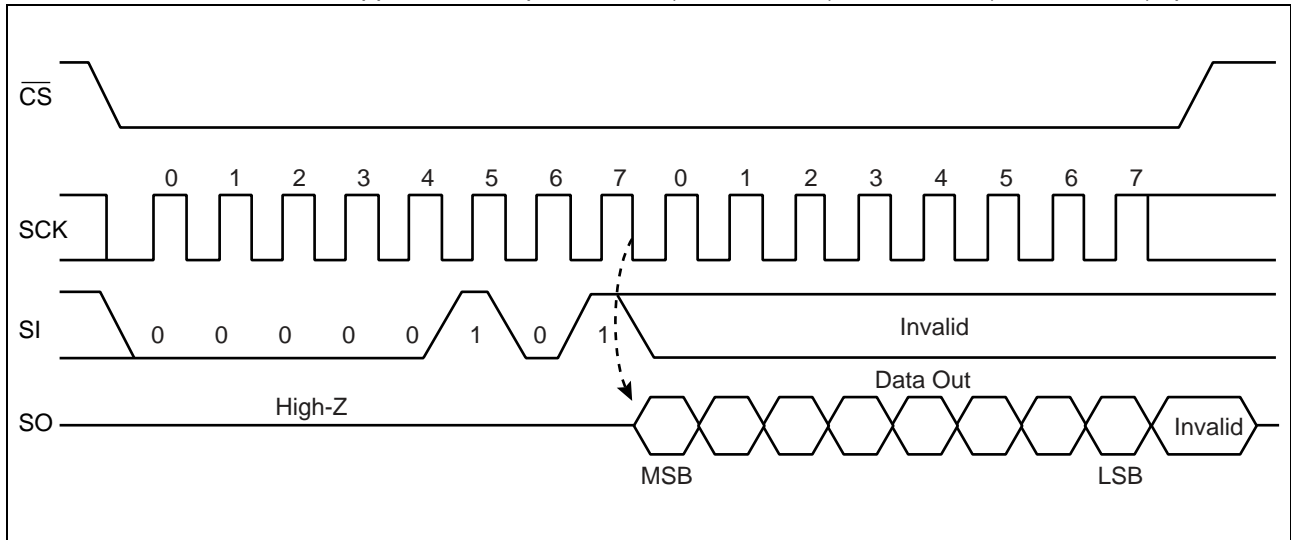 CS
0 1 2 3 4 5 6 7 0 1 2 3 4 5 6 7
SCK
SI 0 0 0 0 0 1 0 1 Invalid
Data Out
High-Z
SO Invalid
MSB LSB